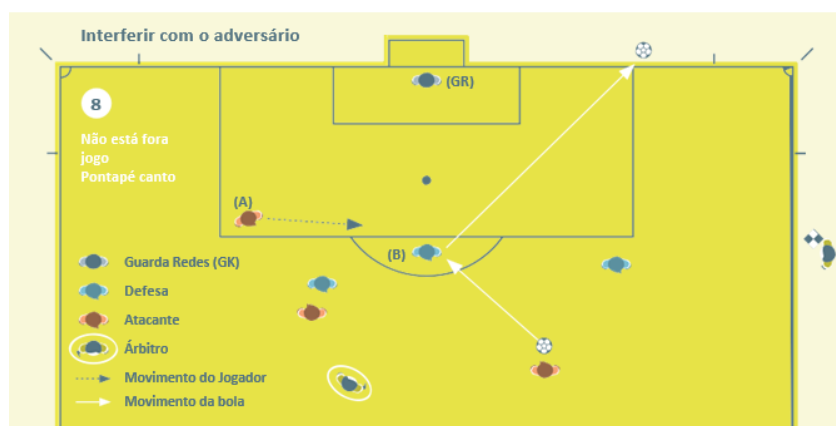 Interferir com o adversário
(GR)
8
Não está fora
jogo
Pontapé canto
(A)
(B)
Guarda Redes (GK)
Defesa
Atacante
Árbitro
Movimento do Jogador
Movimento da bola